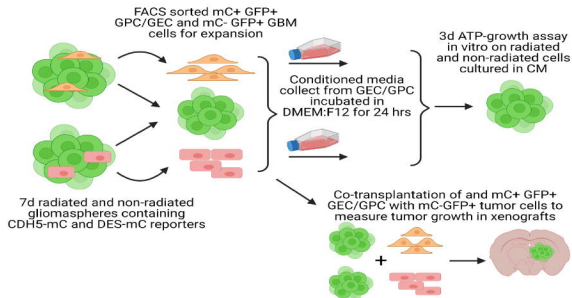 FACS sorted mC+ GFP+
GPC/GEC and mC- GFP+ GBM
cells for expansion
Conditioned media
collect from GEC/GPC
incubated in
DMEM:F12 for 24 hrs
3d ATP-growth assay
in vitro on radiated
and non-radiated cells
cultured in CM
7d radiated and non-radiated
gliomaspheres containing
CDH5-mC and DES-mC reporters
Co-transplantation of and mC+ GFP+
GEC/GPC with mC-GFP+ tumor cells to
measure tumor growth in xenografts
+